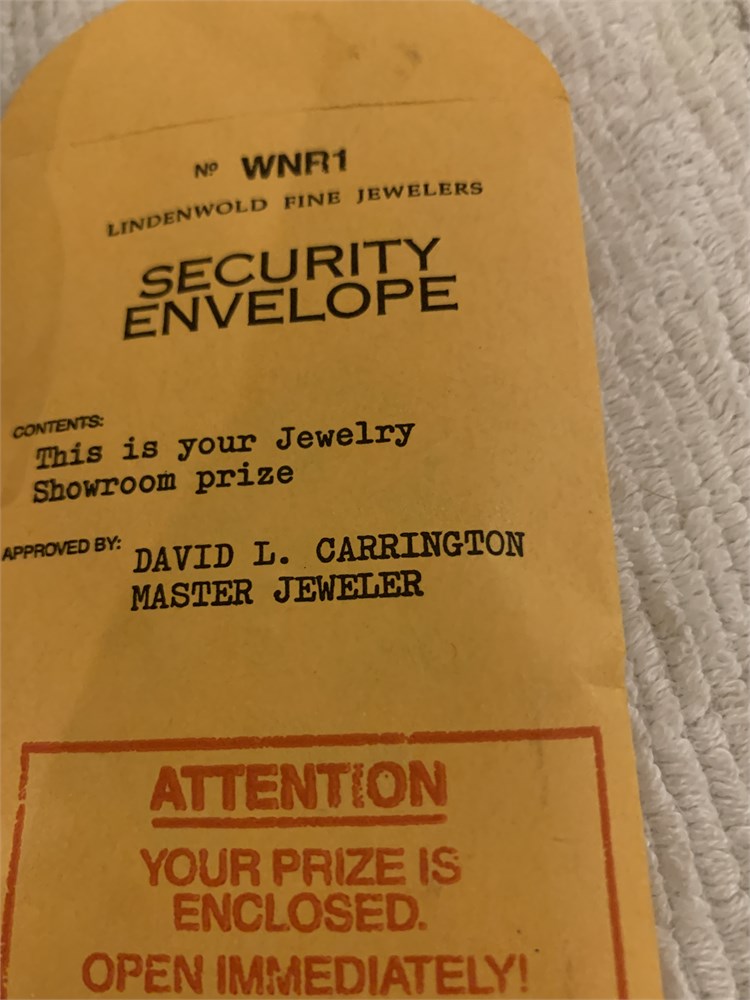 Nº WNR1
LINDENWOLD FINE JEWELERS
SECURITY
ENVELOPE
CONTENTS:
This is your Jewelry
Showroom prize
APPROVED BY: DAVID L. CARRINGTON
MASTER JEWELER
ATTENTION
YOUR PRIZE IS
ENCLOSED.
OPEN IMMEDIATELY!